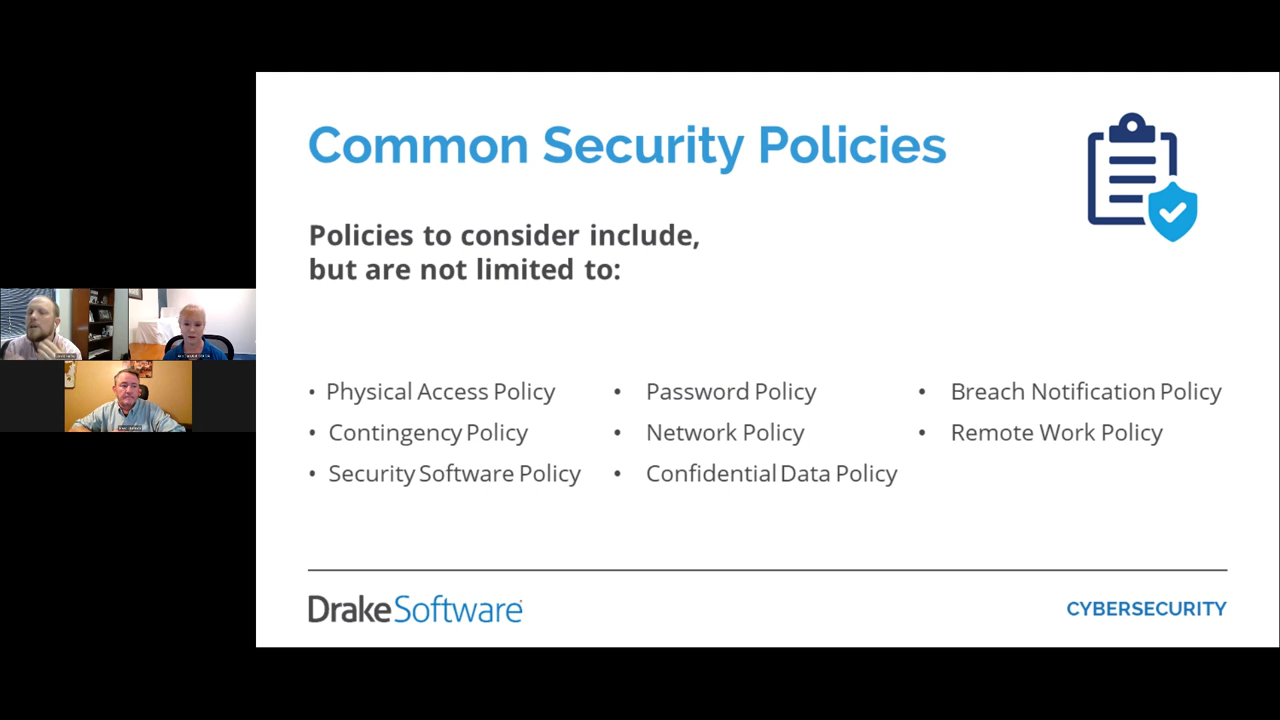 Common Security Policies
Policies to consider include,
but are not limited to:
• Physical Access Policy
• Contingency Policy
• Security Software Policy
• Password Policy
• Network Policy
• Confidential Data Policy
• Breach Notification Policy
• Remote Work Policy
DrakeSoftware
CYBERSECURITY